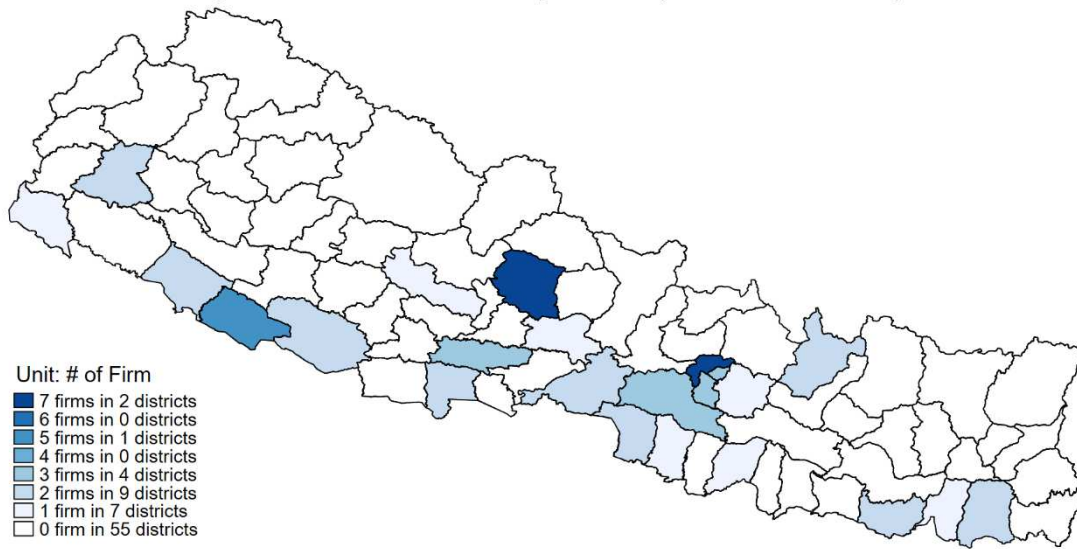 Unit: # of Firm
7 firms in 2 districts
6 firms in 0 districts
5 firms in 1 districts
4 firms in 0 districts
3 firms in 4 districts
2 firms in 9 districts
1 firm in 7 districts
0 firm in 55 districts